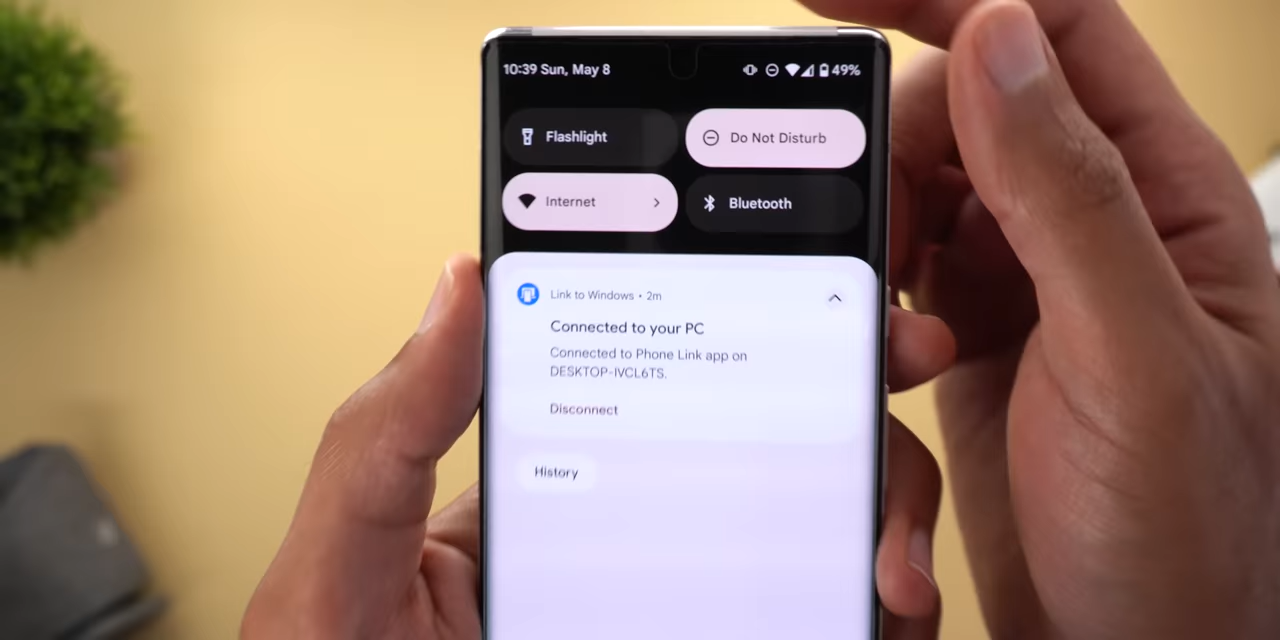 10:39 Sun, May 8 49%
Flashlight Do Not Disturb
Internet Bluetooth
Link to Windows • 2m
Connected to your PC
Connected to Phone Link app on
DESKTOP-IVCL6TS.
Disconnect
History